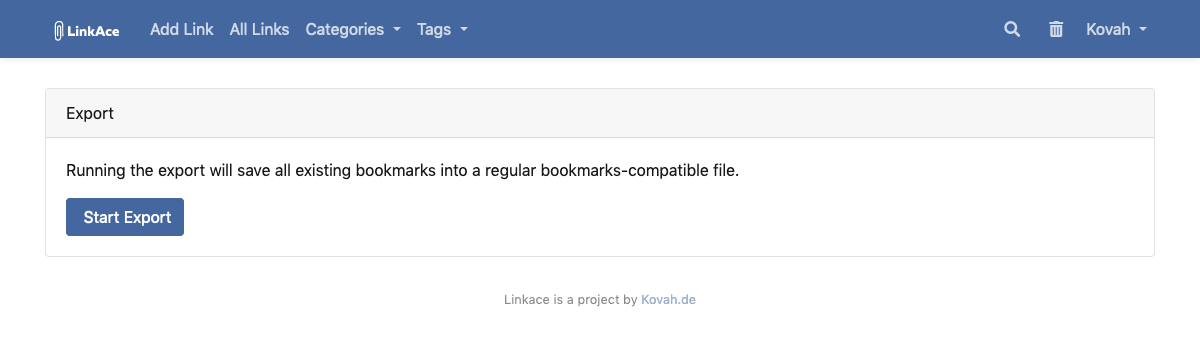 LinkAce Add Link All Links Categories Tags Kovah
Export
Running the export will save all existing bookmarks into a regular bookmarks-compatible file.
Start Export
Linkace is a project by Kovah.de